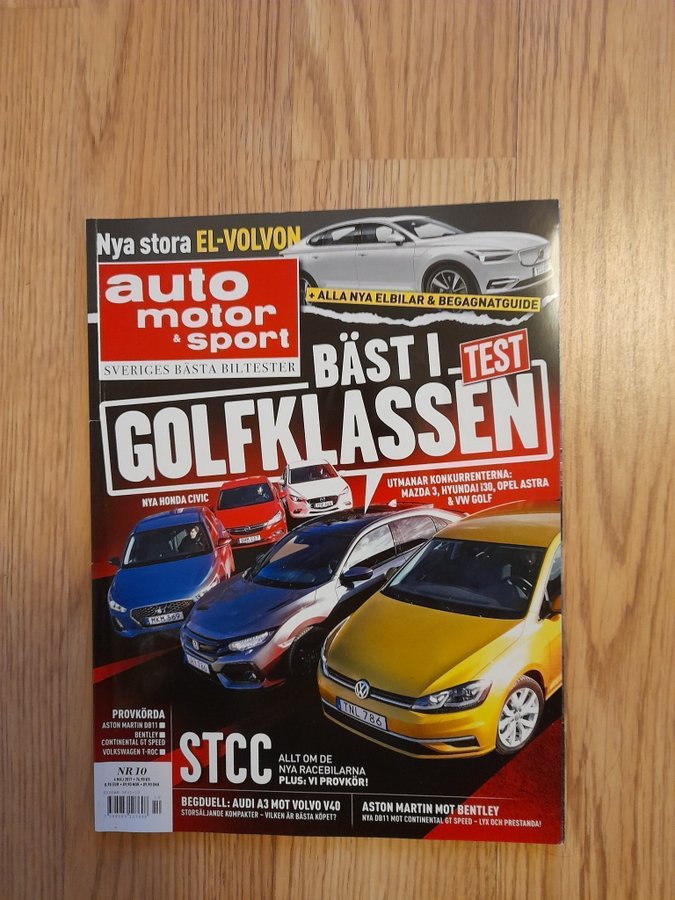 Nya stora EL-VOLVON
+ ALLA NYA ELBILAR & BEGAGNATGUIDE
auto
motor
& sport
SVERIGES BÄSTA BILTESTER
BÄST I
TEST
GOLFKLASSEN
NYA HONDA CIVIC
UTMANAR KONKURRENTERNA:
MAZDA 3, HYUNDAI i30, OPEL ASTRA
& VW GOLF
MKM 569
TNL 786
PROVKÖRDA
ASTON MARTIN DB11
BENTLEY
CONTINENTAL GT SPEED
VOLKSWAGEN T-ROC
NR 10
STCC
ALLT OM DE
NYA RACEBILARNA
PLUS: VI PROVKÖR!
BEGDUELL: AUDI A3 MOT VOLVO V40
STORSÄLJANDE KOMPAKTER – VILKEN ÄR BÄSTA KÖPET?
ASTON MARTIN MOT BENTLEY
NYA DB11 MOT CONTINENTAL GT SPEED – LYX OCH PRESTANDA!